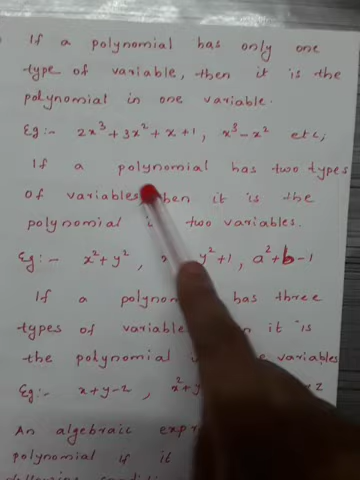 If a polynomial has only one
type of variable, then it is the
polynomial in one variable.
Eg:- 2x³ + 3x² + x + 1, x³ - x² etc,
If a polynomial has two types
of variables then it is the
polynomial two variables.
Eg:- x² + y², y² + 1, a² + b - 1
If a has three
types of it is
the polynomial variables
Eg:- x + y - z, x² + y
An algebraic
polynomial if it